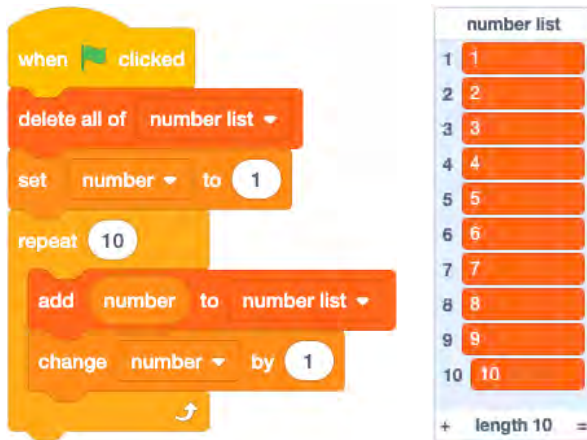 when clicked
delete all of number list
set number to 1
repeat 10
add number to number list
change number by 1
number list
1 1
2 2
3 3
4 4
5 5
6 6
7 7
8 8
9 9
10 10
+ length 10 =